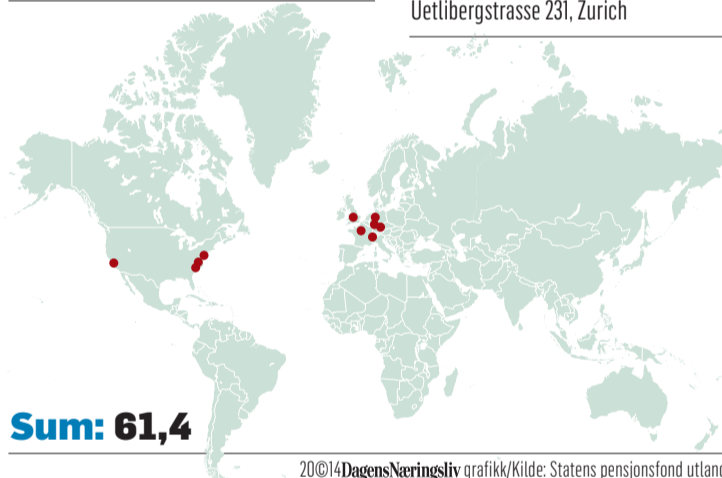 Uetlibergstrasse 231, Zurich
Sum: 61,4
20©14DagensNæringsliv grafikk/Kilde: Statens pensjonsfond utland